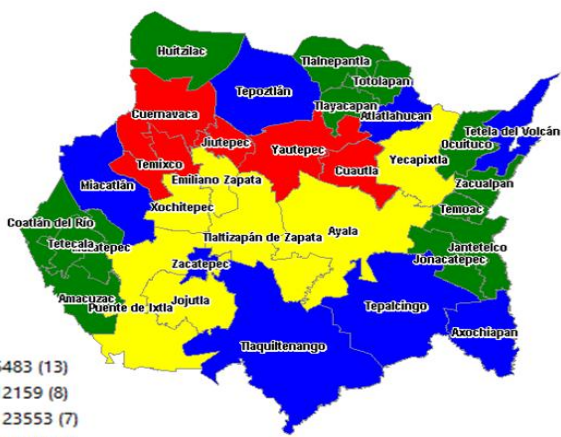 Huitzilac
Tlalnepantla
Totolapan
Tepoztlán
Tlayacapan
Atlatlahucan
Cuernavaca
Tetela del Volcán
Ocuituco
Jiutepec
Yautepec
Yecapixtla
Temixco
Cuautla
Emiliano Zapata
Zacualpan
Miacatlán
Xochitepec
Temoac
Coatlán del Río
Tlaltizapán de Zapata
Ayala
Tetecala
Jantetelco
Zacatepec
Jonacatepec
Amacuzac
Puente de Ixtla
Jojutla
Tepalcingo
Axochiapan
Tlaquiltenango
483 (13)
2159 (8)
23553 (7)